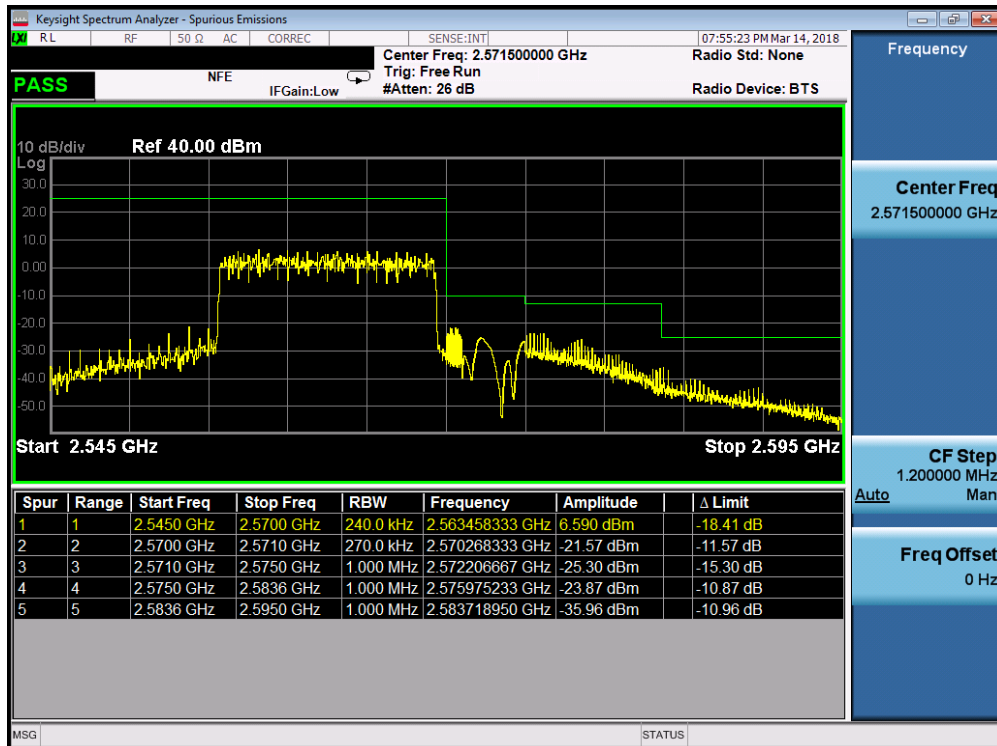 Keysight Spectrum Analyzer - Spurious Emissions
LXI RL RF 50 Ω AC CORREC SENSE:INT 07:55:23 PM Mar 14, 2018
Center Freq: 2.571500000 GHz Radio Std: None
PASS NFE Trig: Free Run
IFGain:Low #Atten: 26 dB Radio Device: BTS
10 dB/div Ref 40.00 dBm
Log
30.0
20.0
10.0
0.00
-10.0
-20.0
-30.0
-40.0
-50.0
Start 2.545 GHz Stop 2.595 GHz
Spur Range Start Freq Stop Freq RBW Frequency Amplitude Δ Limit
1 1 2.5450 GHz 2.5700 GHz 240.0 kHz 2.563458333 GHz 6.590 dBm -18.41 dB
2 2 2.5700 GHz 2.5710 GHz 270.0 kHz 2.570268333 GHz -21.57 dBm -11.57 dB
3 3 2.5710 GHz 2.5750 GHz 1.000 MHz 2.572206667 GHz -25.30 dBm -15.30 dB
4 4 2.5750 GHz 2.5836 GHz 1.000 MHz 2.575975233 GHz -23.87 dBm -10.87 dB
5 5 2.5836 GHz 2.5950 GHz 1.000 MHz 2.583718950 GHz -35.96 dBm -10.96 dB
MSG STATUS
Frequency
Center Freq
2.571500000 GHz
CF Step
1.200000 MHz
Auto Man
Freq Offset
0 Hz